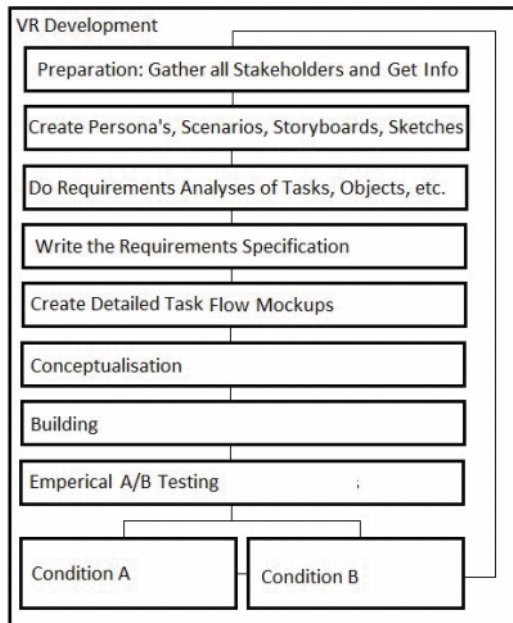 VR Development
Preparation: Gather all Stakeholders and Get Info
Create Persona's, Scenarios, Storyboards, Sketches
Do Requirements Analyses of Tasks, Objects, etc.
Write the Requirements Specification
Create Detailed Task Flow Mockups
Conceptualisation
Building
Emperical A/B Testing
Condition A
Condition B